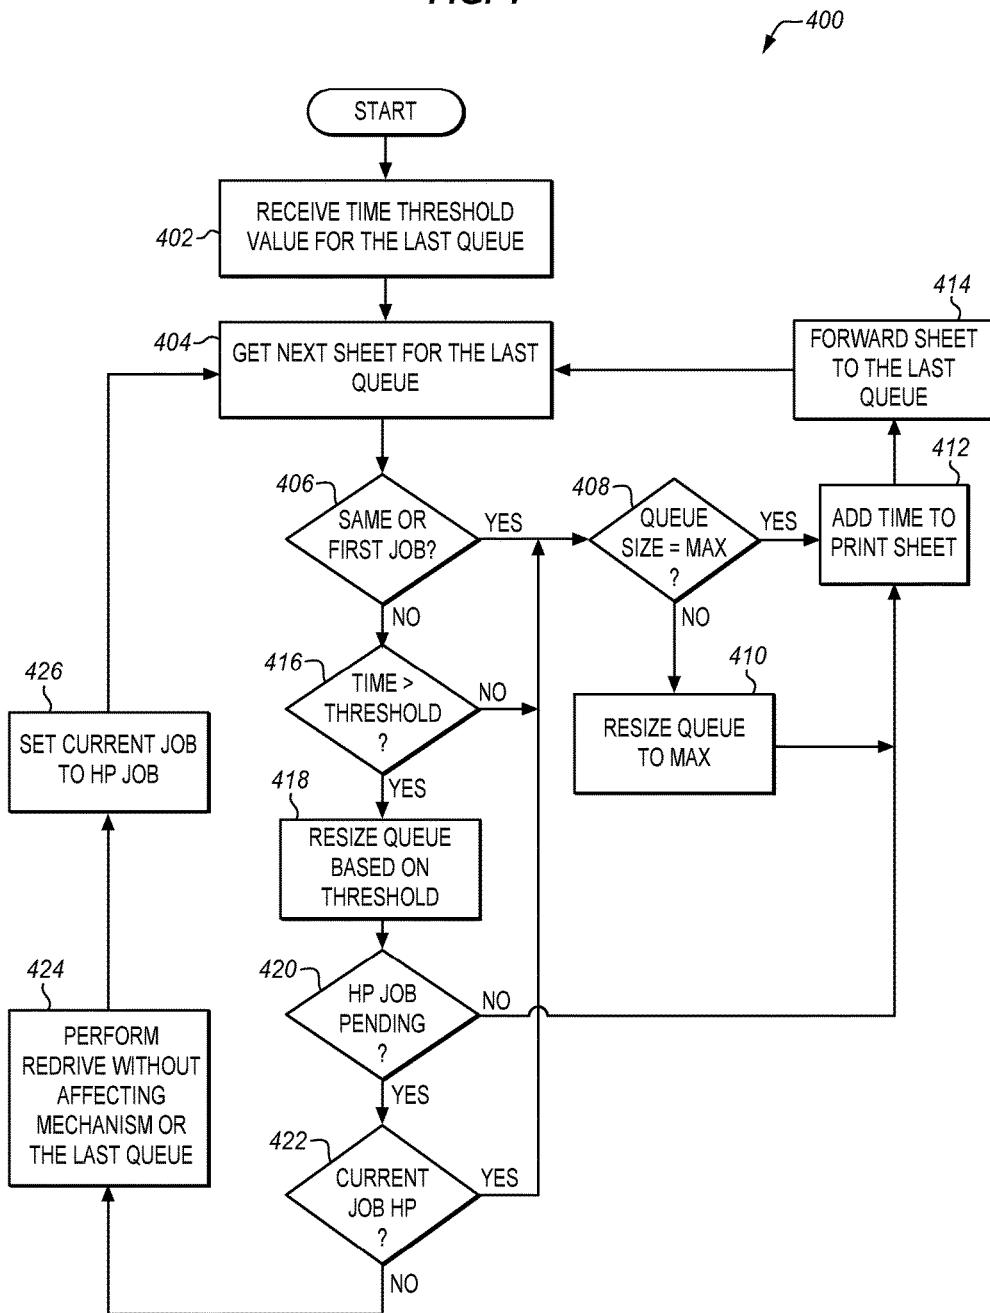 400
START
402
RECEIVE TIME THRESHOLD
VALUE FOR THE LAST QUEUE
404
GET NEXT SHEET FOR THE LAST
QUEUE
414
FORWARD SHEET
TO THE LAST
QUEUE
406
SAME OR
FIRST JOB?
YES
NO
408
QUEUE
SIZE = MAX
?
YES
NO
412
ADD TIME TO
PRINT SHEET
416
TIME >
THRESHOLD
?
NO
YES
410
RESIZE QUEUE
TO MAX
426
SET CURRENT JOB
TO HP JOB
418
RESIZE QUEUE
BASED ON
THRESHOLD
420
HP JOB
PENDING
?
NO
YES
424
PERFORM
REDRIVE WITHOUT
AFFECTING
MECHANISM OR
THE LAST QUEUE
422
CURRENT
JOB HP
?
YES
NO